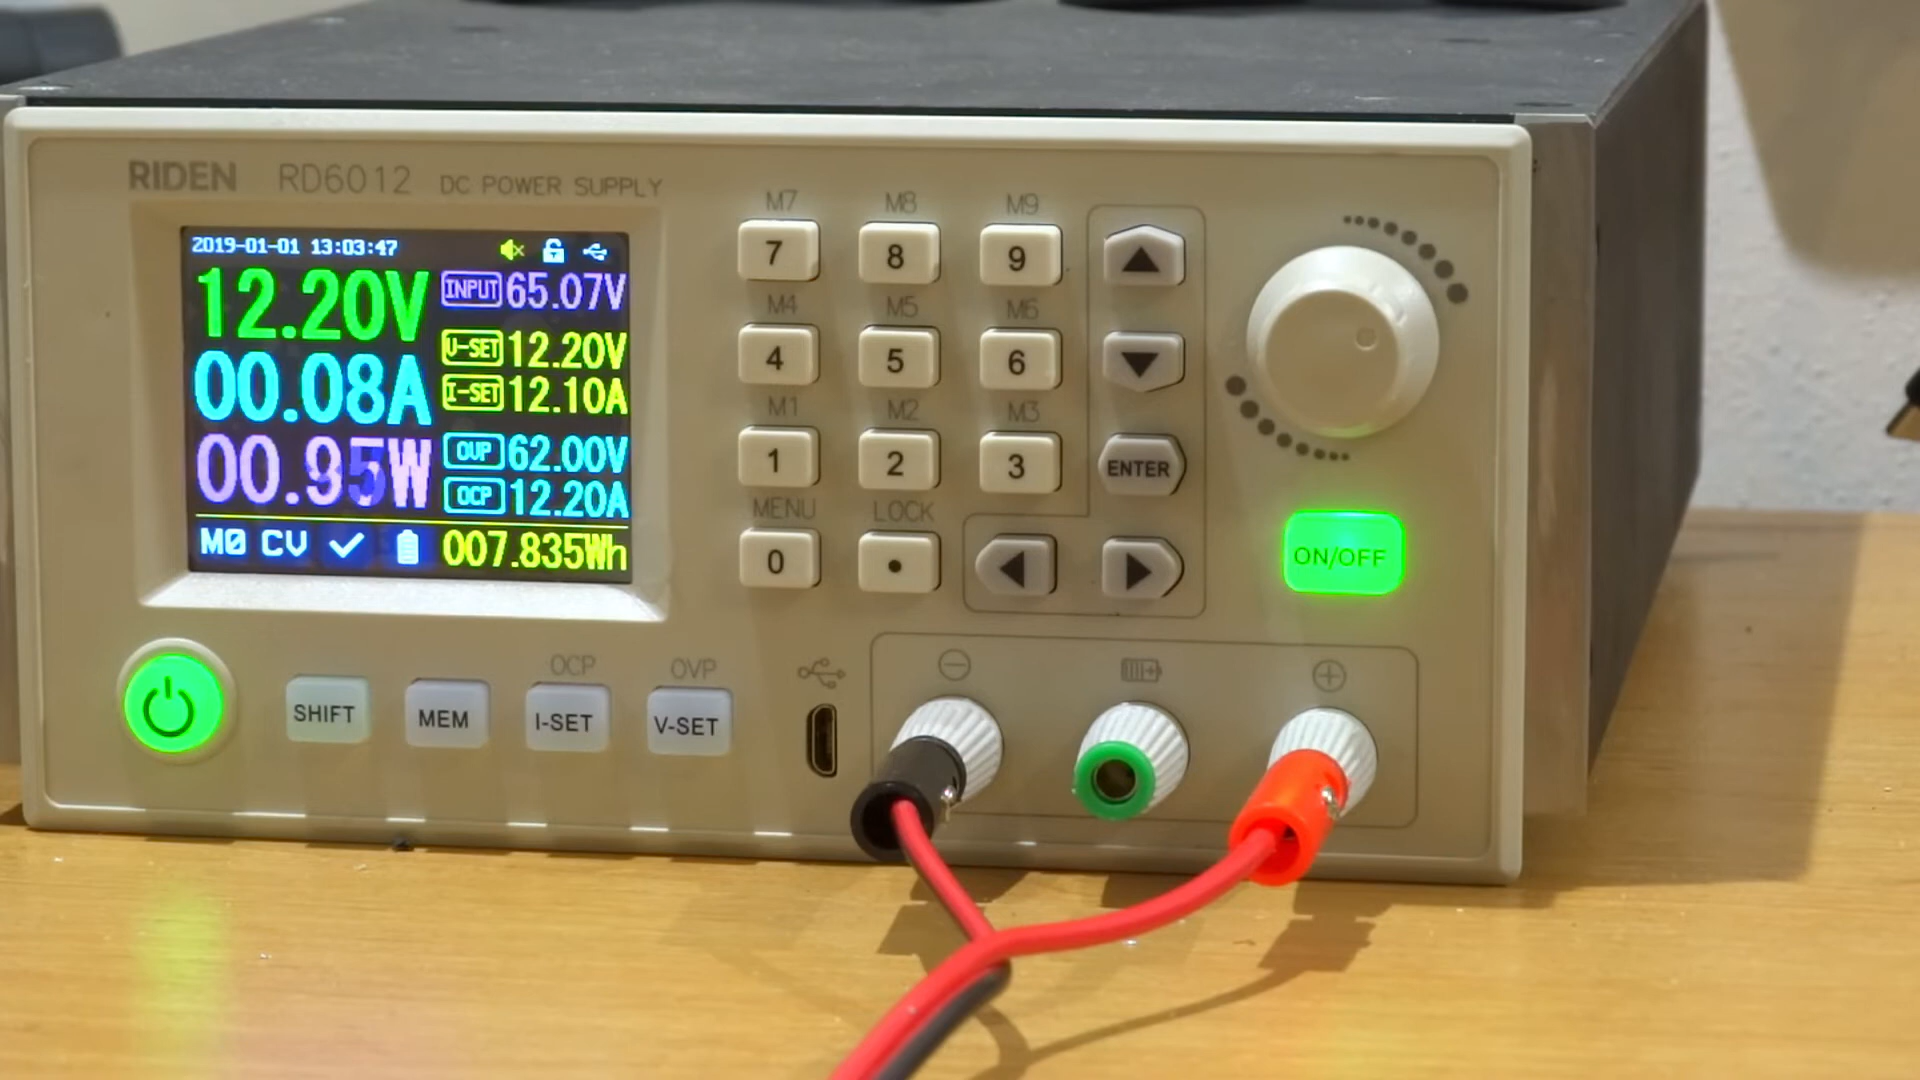 RIDEN RD6012 DC POWER SUPPLY
2019-01-01 13:03:47
12.20V
INPUT 65.07V
U-SET 12.20V
00.08A
I-SET 12.10A
OVP 62.00V
00.95W
OCP 12.20A
M0 CV 007.835Wh
M7 M8 M9
7 8 9
M4 M5 M6
4 5 6
M1 M2 M3
1 2 3 ENTER
MENU LOCK
0 .
ON/OFF
OCP OVP
SHIFT MEM I-SET V-SET